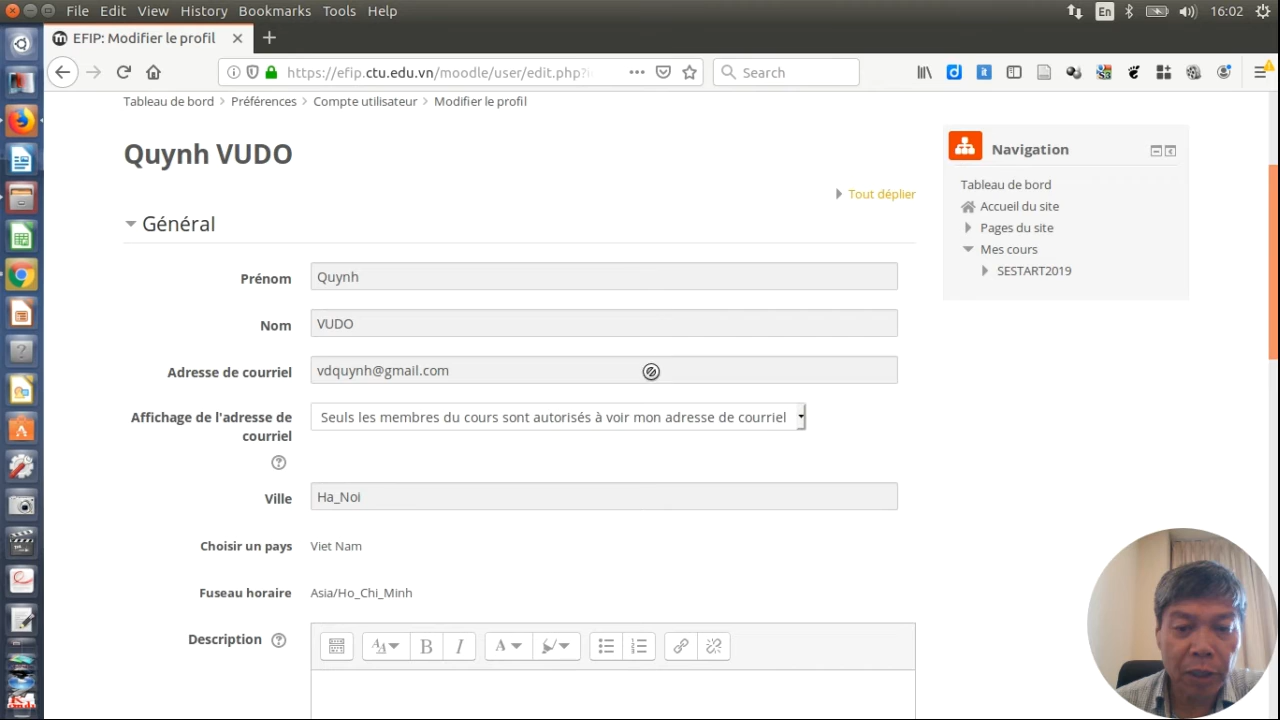 File Edit View History Bookmarks Tools Help
En
16:02
EFIP: Modifier le profil
https://efip.ctu.edu.vn/moodle/user/edit.php?
Search
Tableau de bord > Préférences > Compte utilisateur > Modifier le profil
Quynh VUDO
Tout déplier
Général
Prénom
Quynh
Nom
VUDO
Adresse de courriel
vdquynh@gmail.com
Affichage de l'adresse de
courriel
Seuls les membres du cours sont autorisés à voir mon adresse de courriel
Ville
Ha_Noi
Choisir un pays
Viet Nam
Fuseau horaire
Asia/Ho_Chi_Minh
Description
Navigation
Tableau de bord
Accueil du site
Pages du site
Mes cours
SESTART2019